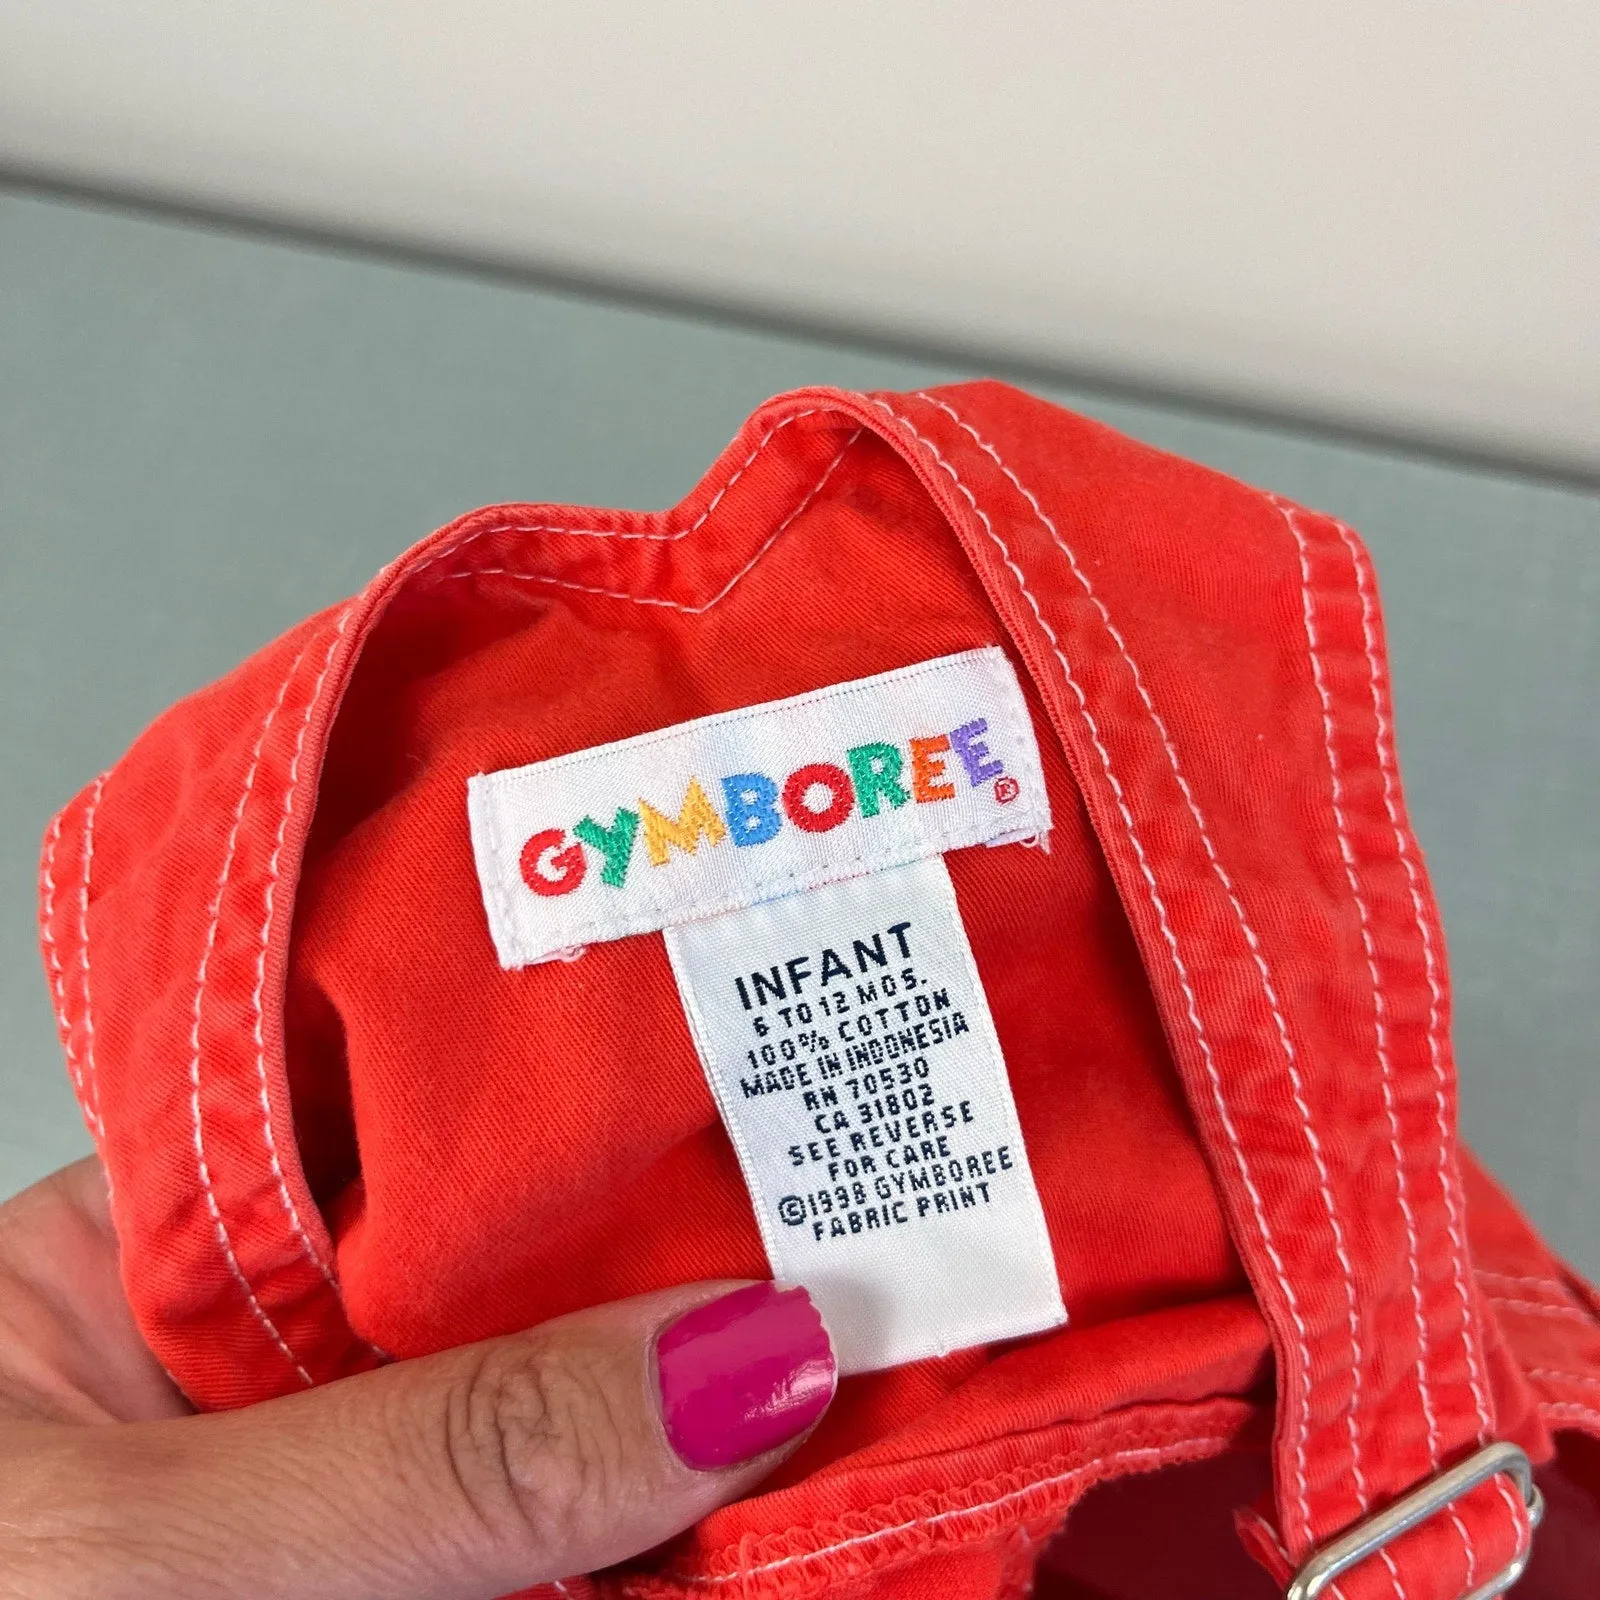 GYMBOREE®
INFANT
6 TO 12 MOS.
100% COTTON
MADE IN INDONESIA
RN 70530
CA 31802
SEE REVERSE
FOR CARE
©1998 GYMBOREE
FABRIC PRINT